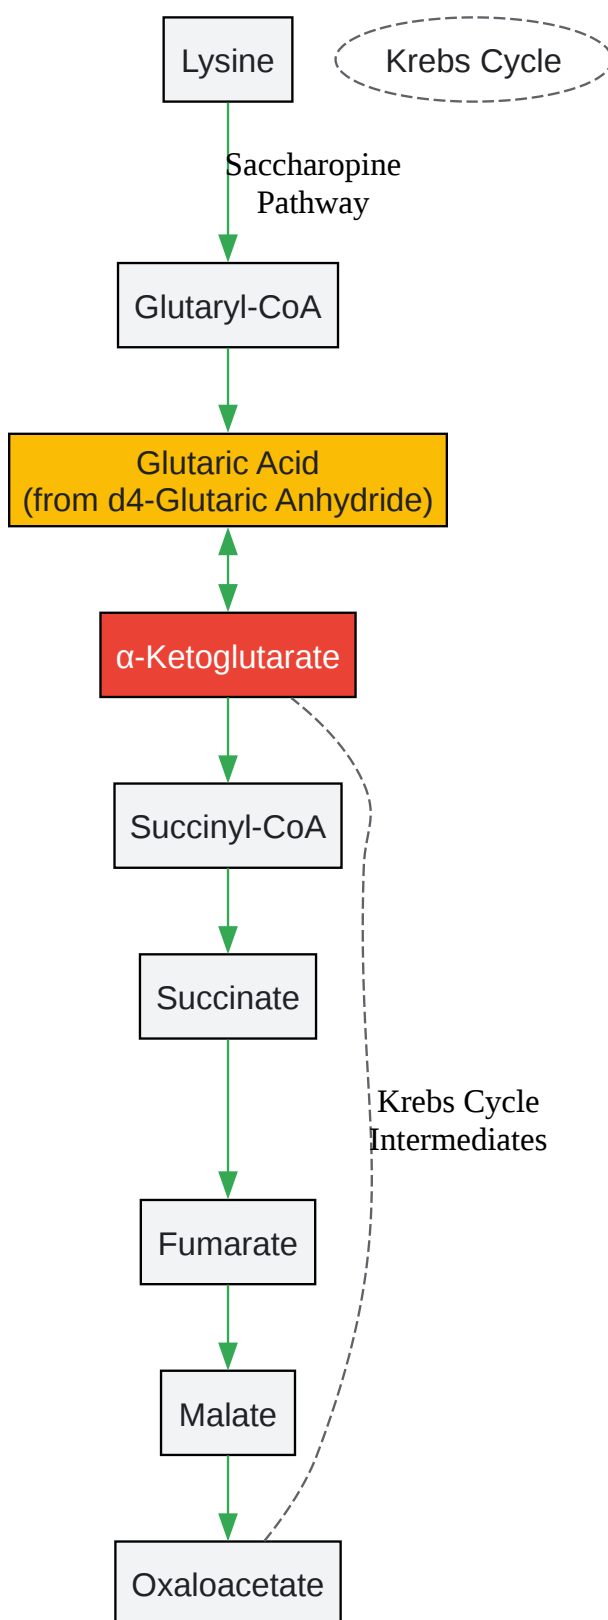 Lysine
Krebs Cycle
Saccharopine
Pathway
Glutaryl-CoA
Glutaric Acid
(from d4-Glutaric Anhydride)
α-Ketoglutarate
Succinyl-CoA
Succinate
Krebs Cycle
Intermediates
Fumarate
Malate
Oxaloacetate